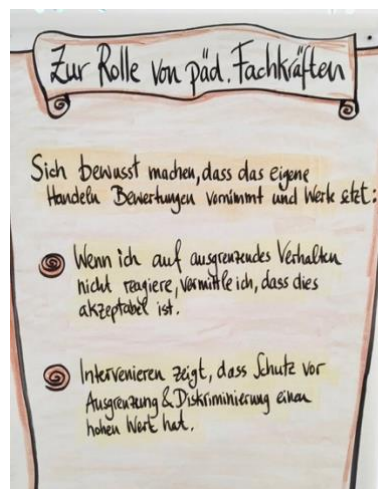 Zur Rolle von päd. Fachkräften
Sich bewusst machen, dass das eigene
Handeln Bewertungen vornimmt und Werte setzt:
Wenn ich auf ausgrenzendes Verhalten
nicht reagiere, vermittle ich, dass dies
akzeptabel ist.
Intervenieren zeigt, dass Schutz vor
Ausgrenzung & Diskriminierung einen
hohen Wert hat.